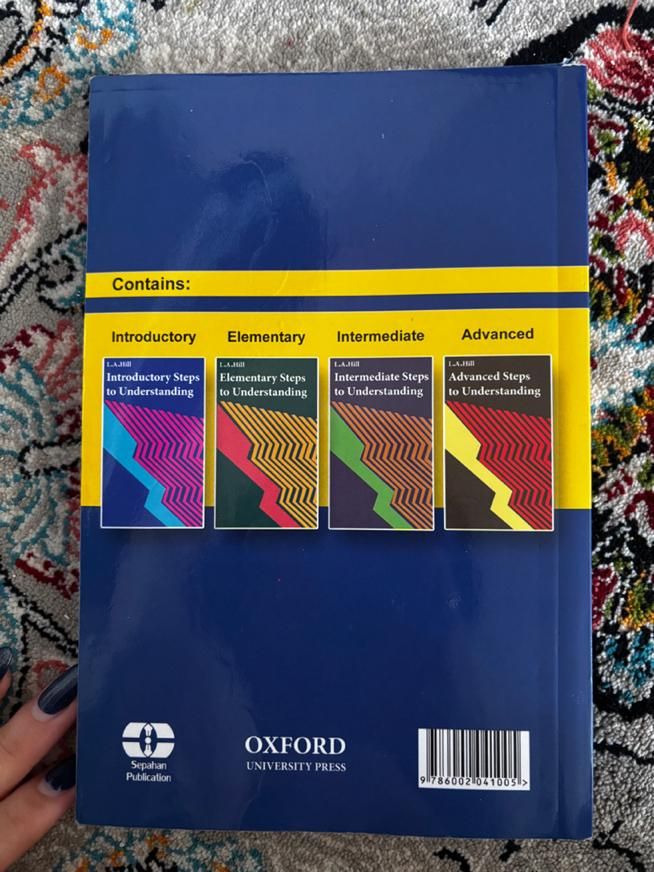 Contains:
Introductory
Elementary
Intermediate
Advanced
L.A.Hill
Introductory Steps
to Understanding
L.A.Hill
Elementary Steps
to Understanding
L.A.Hill
Intermediate Steps
to Understanding
L.A.Hill
Advanced Steps
to Understanding
Sepahan
Publication
OXFORD
UNIVERSITY PRESS
9 786002 041005 >